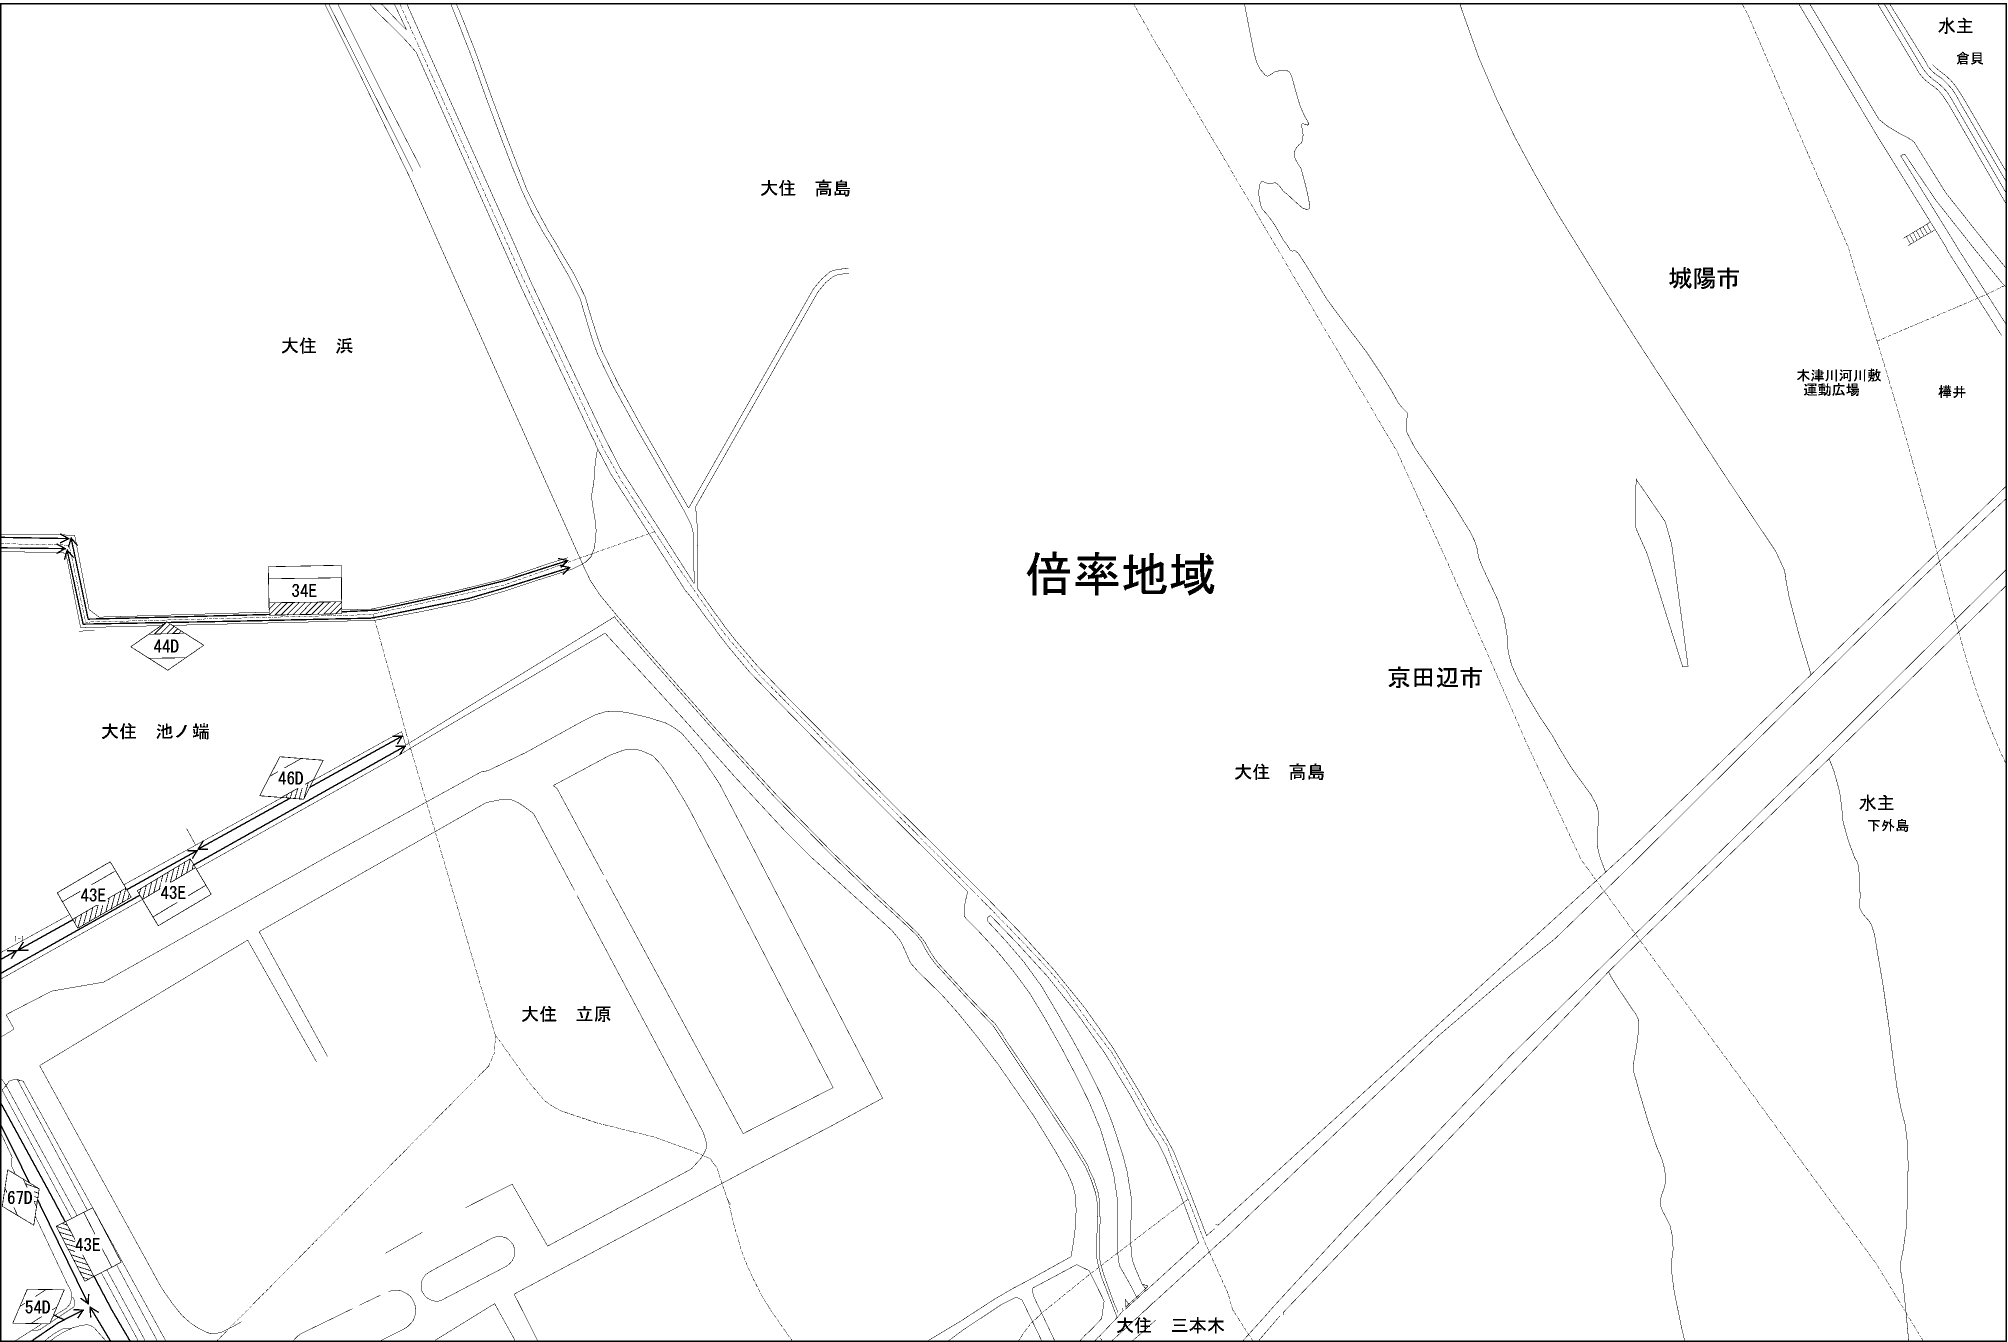 水主
倉貝
大住　高島
城陽市
大住　浜
木津川河川敷
運動広場
樺井
倍率地域
34E
44D
京田辺市
大住　池ノ端
46D
大住　高島
水主
下外島
43E
43E
大住　立原
67D
43E
54D
大住　三本木